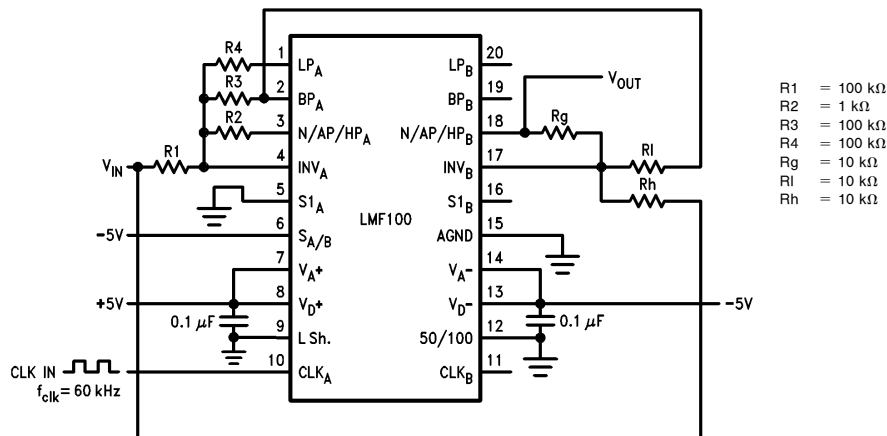 R4
1
LP_A
20
LP_B
R3
2
BP_A
19
BP_B
V_OUT
R2
3
N/AP/HP_A
18
N/AP/HP_B
Rg
V_IN
R1
4
INV_A
17
INV_B
Rl
5
S1_A
16
S1_B
Rh
LMF100
-5V
6
S_A/B
15
AGND
7
V_A+
14
V_A-
+5V
8
V_D+
13
V_D-
-5V
0.1 μF
9
L Sh.
12
50/100
0.1 μF
CLK IN
10
CLK_A
11
CLK_B
f_clk = 60 kHz
R1 = 100 kΩ
R2 = 1 kΩ
R3 = 100 kΩ
R4 = 100 kΩ
Rg = 10 kΩ
Rl = 10 kΩ
Rh = 10 kΩ